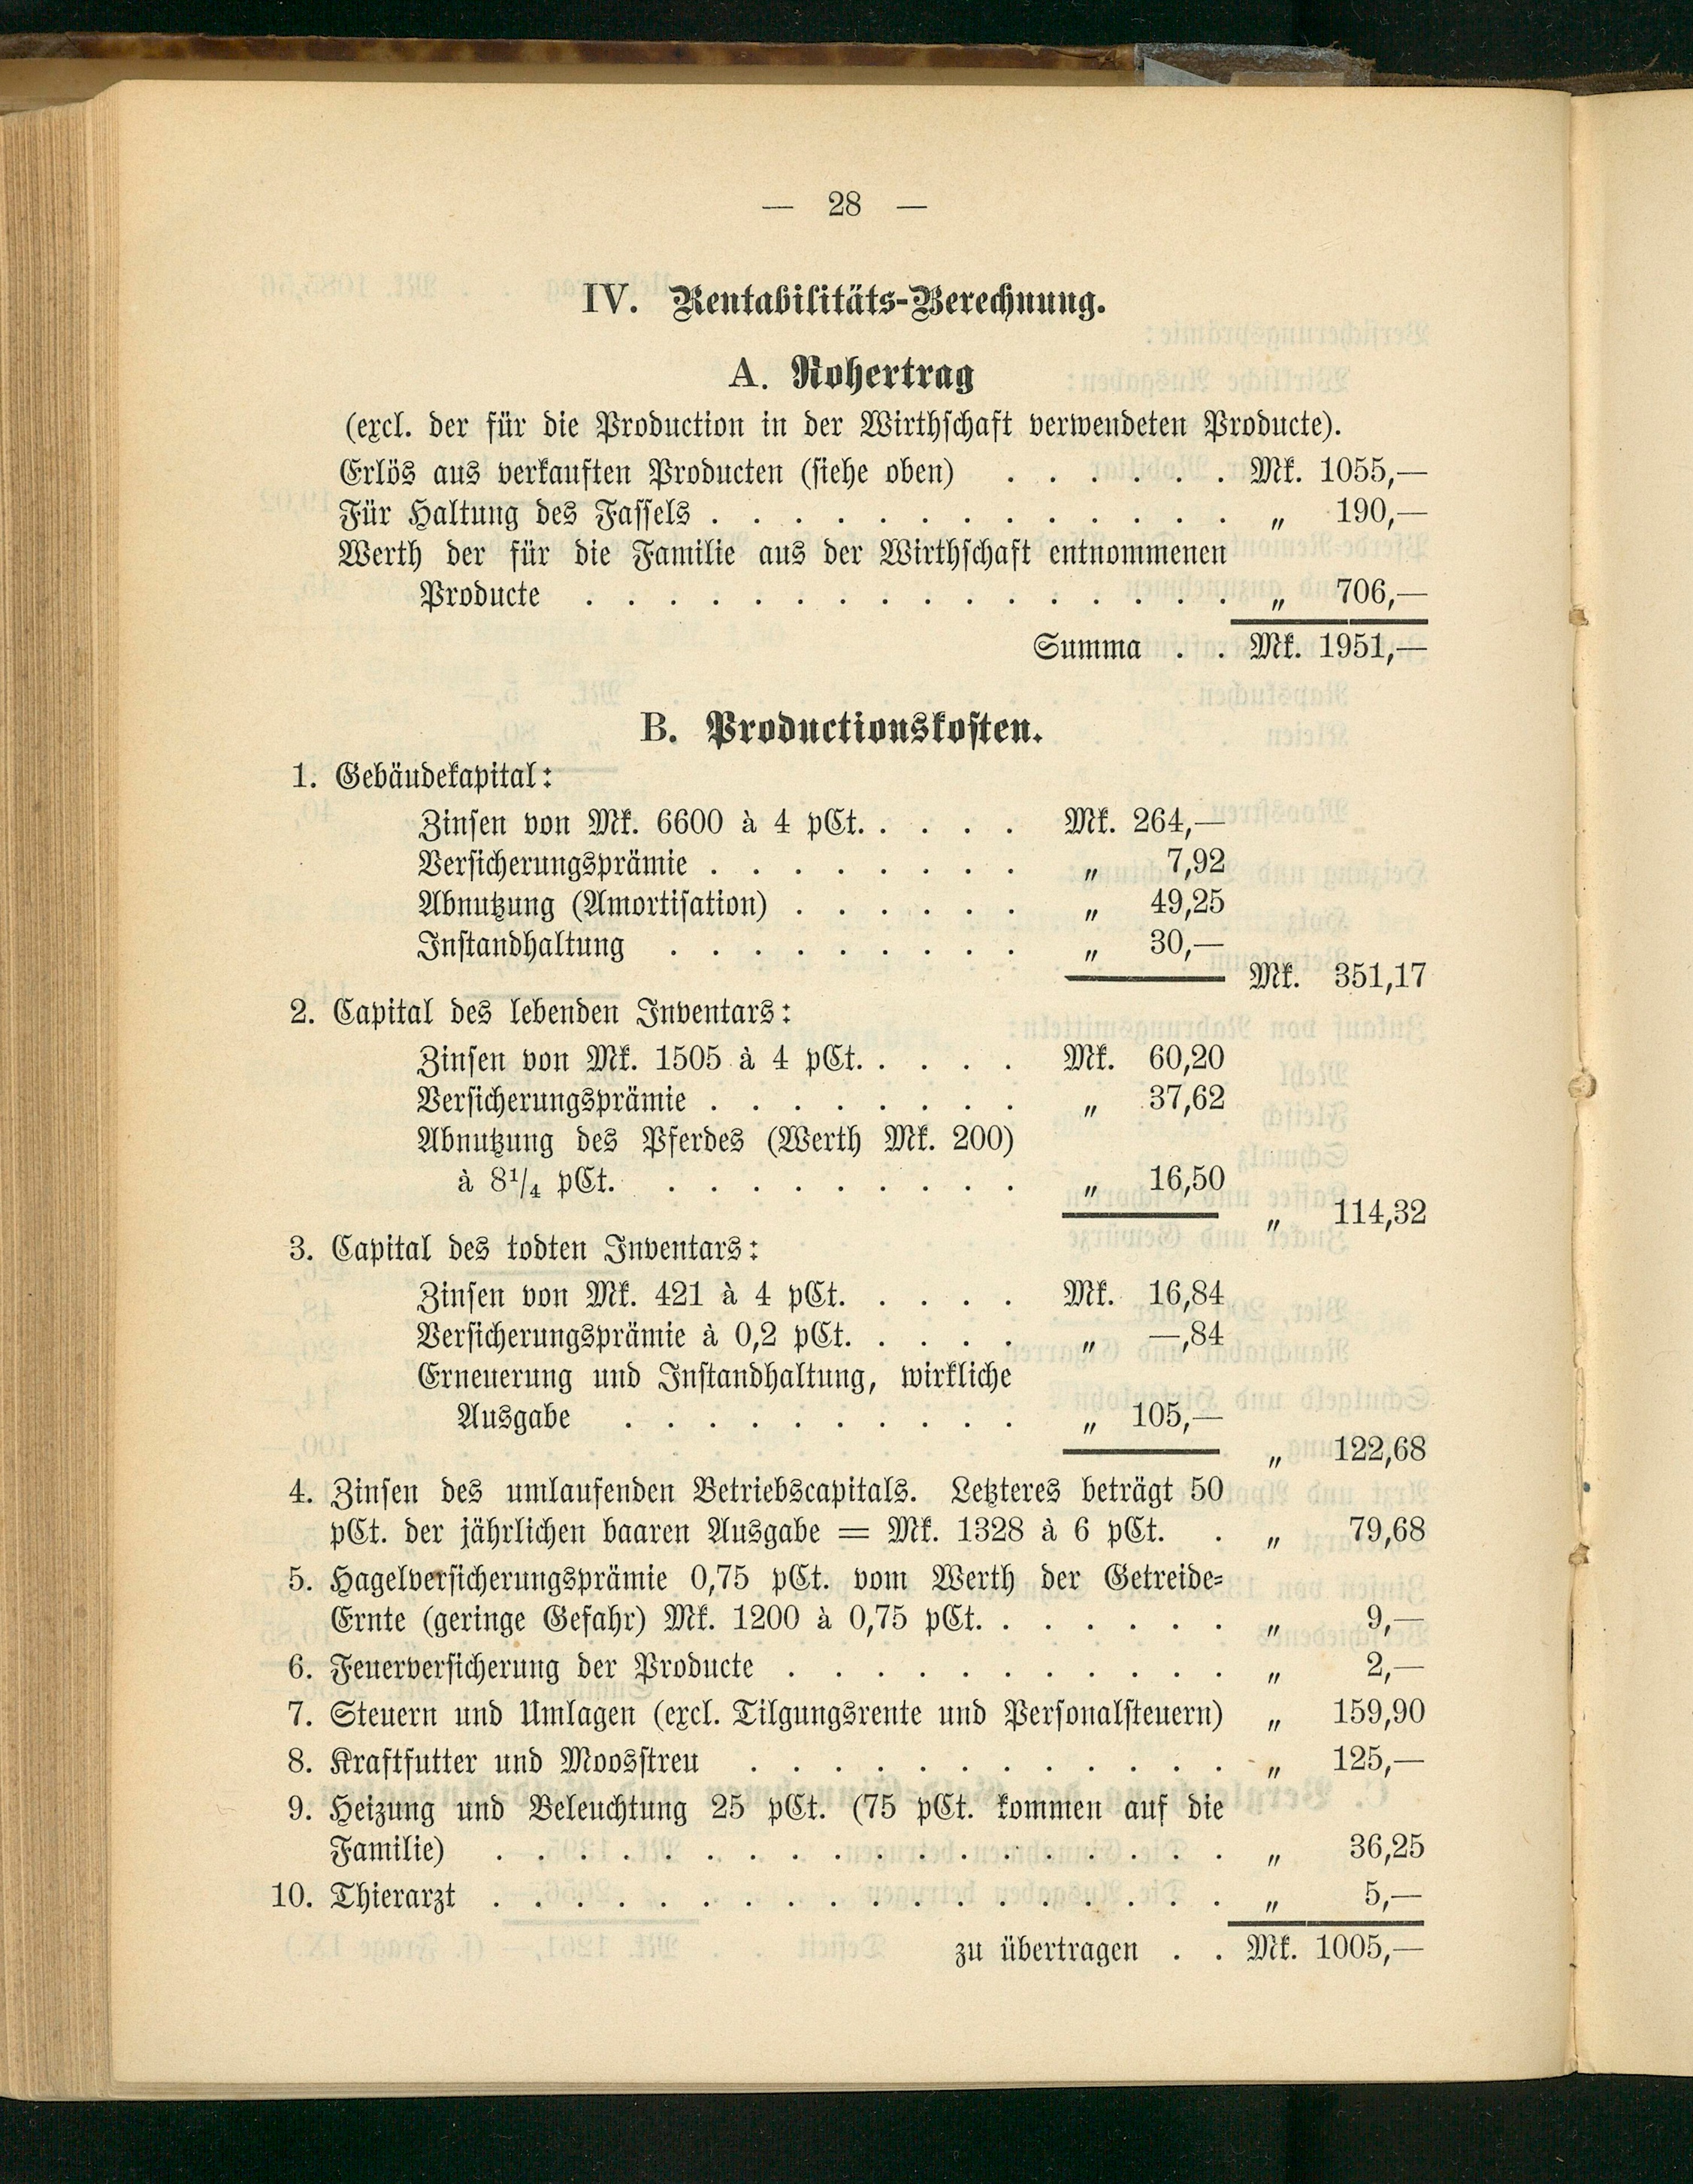 — 28 —
IV. Rentabilitäts-Berechnung.
A. Rohertrag
(excl. der für die Production in der Wirthschaft verwendeten Producte).
Erlös aus verkauften Producten (siehe oben) . . . . . . Mk. 1055,—
Für Haltung des Fassels . . . . . . . . . . . . . „ 190,—
Werth der für die Familie aus der Wirthschaft entnommenen
Producte . . . . . . . . . . . . . . . . „ 706,—
Summa . . Mk. 1951,—
B. Productionskosten.
1. Gebäudekapital:
Zinsen von Mk. 6600 à 4 pCt. . . . . Mk. 264,—
Versicherungsprämie . . . . . . . . „ 7,92
Abnutzung (Amortisation) . . . . . . „ 49,25
Instandhaltung . . . . . . . . . „ 30,—
Mk. 351,17
2. Capital des lebenden Inventars:
Zinsen von Mk. 1505 à 4 pCt. . . . . Mk. 60,20
Versicherungsprämie . . . . . . . . „ 37,62
Abnutzung des Pferdes (Werth Mk. 200)
à 8¹/₄ pCt. . . . . . . . . . „ 16,50
„ 114,32
3. Capital des todten Inventars:
Zinsen von Mk. 421 à 4 pCt. . . . . Mk. 16,84
Versicherungsprämie à 0,2 pCt. . . . . „ —,84
Erneuerung und Instandhaltung, wirkliche
Ausgabe . . . . . . . . . . „ 105,—
„ 122,68
4. Zinsen des umlaufenden Betriebscapitals. Letzteres beträgt 50
pCt. der jährlichen baaren Ausgabe = Mk. 1328 à 6 pCt. . „ 79,68
5. Hagelversicherungsprämie 0,75 pCt. vom Werth der Getreide-
Ernte (geringe Gefahr) Mk. 1200 à 0,75 pCt. . . . . . . „ 9,—
6. Feuerversicherung der Producte . . . . . . . . . . . „ 2,—
7. Steuern und Umlagen (excl. Tilgungsrente und Personalsteuern) „ 159,90
8. Kraftfutter und Moosstreu . . . . . . . . . . . . „ 125,—
9. Heizung und Beleuchtung 25 pCt. (75 pCt. kommen auf die
Familie) . . . . . . . . . . . . . . . . . . „ 36,25
10. Thierarzt . . . . . . . . . . . . . . . . . . „ 5,—
zu übertragen . . Mk. 1005,—